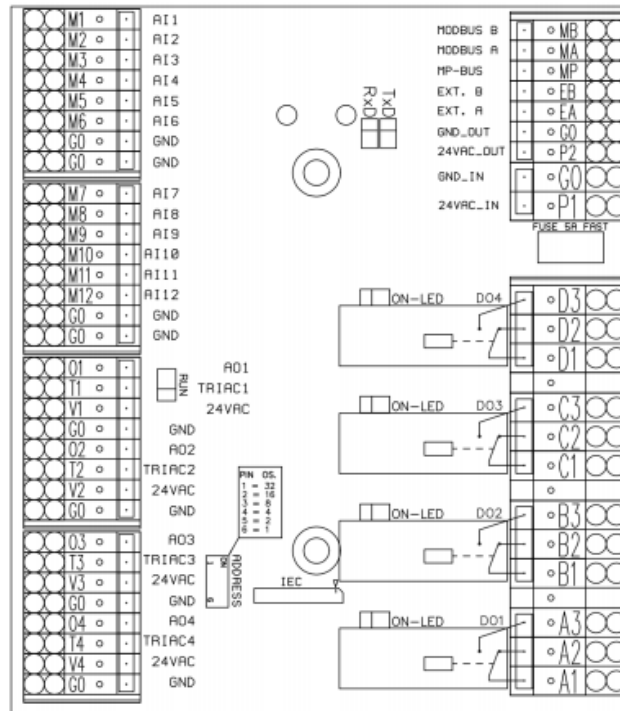 M1 AI1
M2 AI2
M3 AI3
M4 AI4
M5 AI5
M6 AI6
G0 GND
G0 GND
M7 AI7
M8 AI8
M9 AI9
M10 AI10
M11 AI11
M12 AI12
G0 GND
G0 GND
O1 AO1
T1 TRIAC1
V1 24VAC
G0 GND
O2 AO2
T2 TRIAC2
V2 24VAC
G0 GND
O3 AO3
T3 TRIAC3
V3 24VAC
G0 GND
O4 AO4
T4 TRIAC4
V4 24VAC
G0 GND
RUN
PIN OS.
1 = 32
2 = 16
3 = 8
4 = 4
5 = 2
6 = 1
ON
1 6
ADDRESS
IEC
RxD
TxD
MODBUS B MB
MODBUS A MA
MP-BUS MP
EXT. B EB
EXT. A EA
GND_OUT G0
24VAC_OUT P2
GND_IN G0
24VAC_IN P1
FUSE 5A FAST
ON-LED DO4 D3
D2
D1
ON-LED DO3 C3
C2
C1
ON-LED DO2 B3
B2
B1
ON-LED DO1 A3
A2
A1